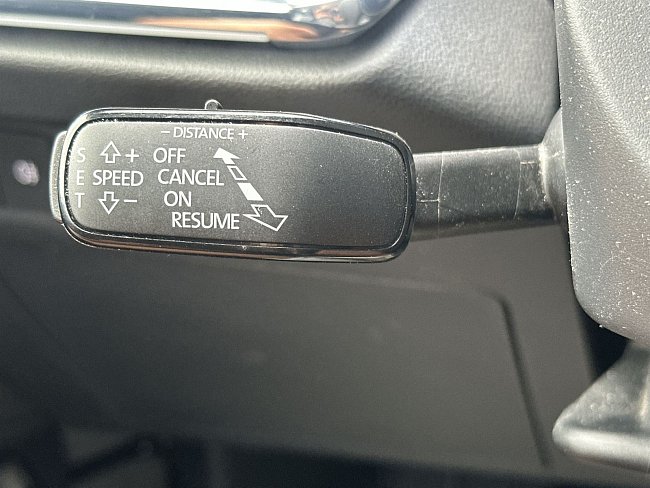 − DISTANCE +
S + OFF
E SPEED CANCEL
T − ON
RESUME